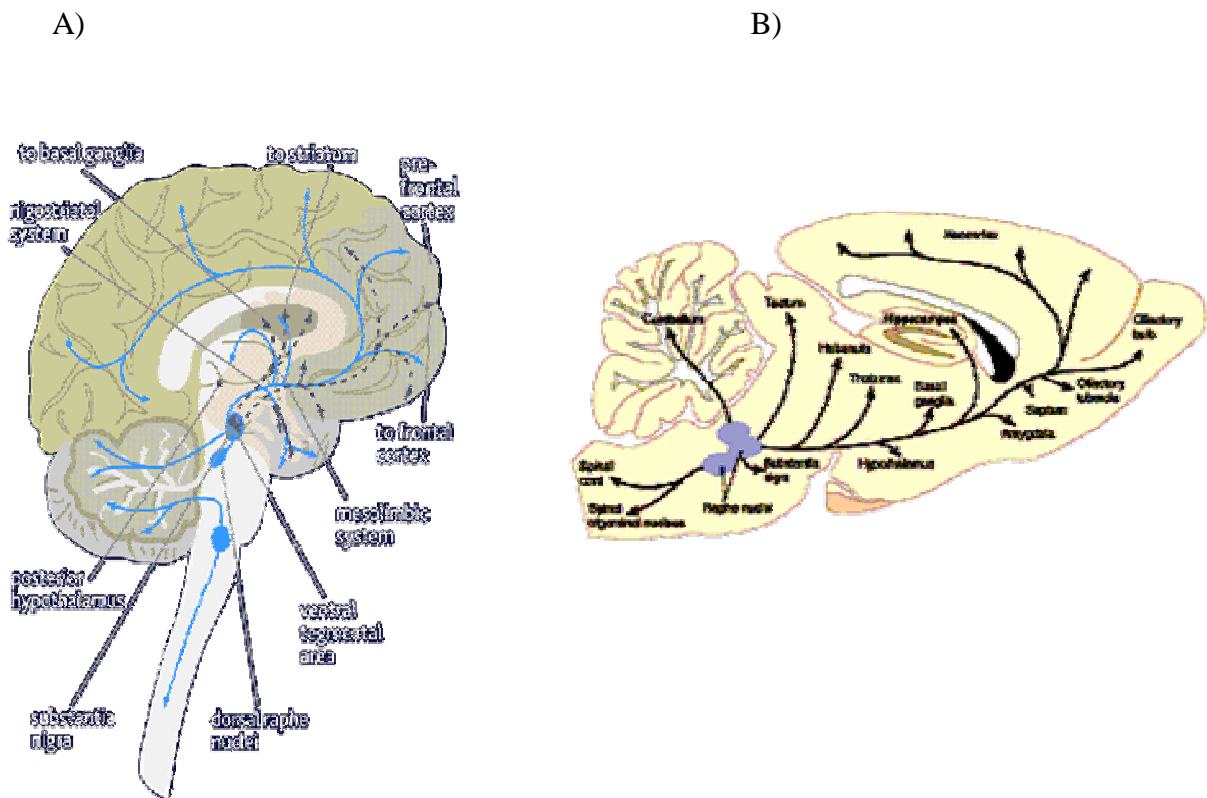 A)
B)
to basal ganglia
to striatum
pre-
frontal
cortex
nigostriatal
system
to frontal
cortex
mesolimbic
system
posterior
hypothalamus
ventral
tegmental
area
substantia
nigra
dorsal raphe
nuclei
Neocortex
Cerebellum
Tectum
Hippocampus
Olfactory
bulb
Habenula
Thalamus
Basal
ganglia
Olfactory
tubercle
Septum
Amygdala
Hypothalamus
Substantia
nigra
Spinal
cord
Raphe nuclei
Spinal
nucleus